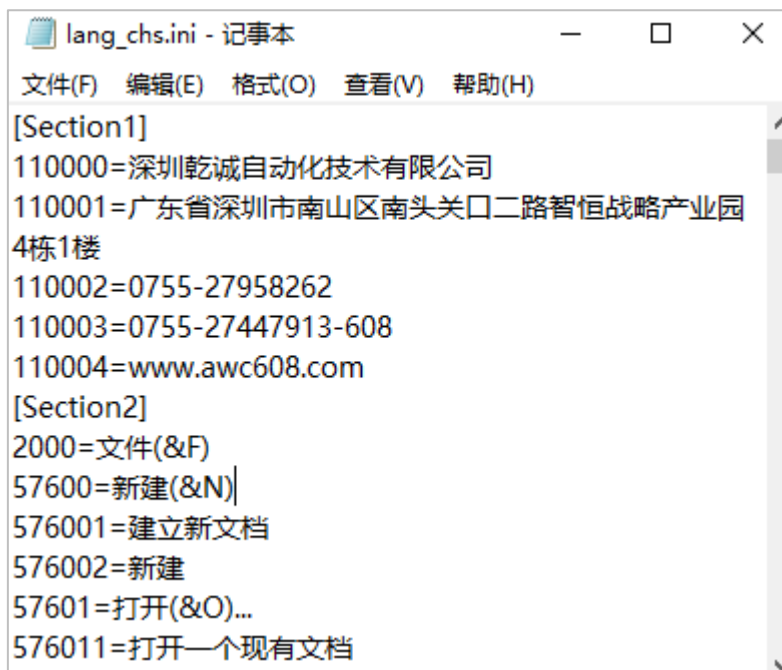 lang_chs.ini - 记事本
文件(F) 编辑(E) 格式(O) 查看(V) 帮助(H)
[Section1]
110000=深圳乾诚自动化技术有限公司
110001=广东省深圳市南山区南头关口二路智恒战略产业园
4栋1楼
110002=0755-27958262
110003=0755-27447913-608
110004=www.awc608.com
[Section2]
2000=文件(&F)
57600=新建(&N)
576001=建立新文档
576002=新建
57601=打开(&O)...
576011=打开一个现有文档